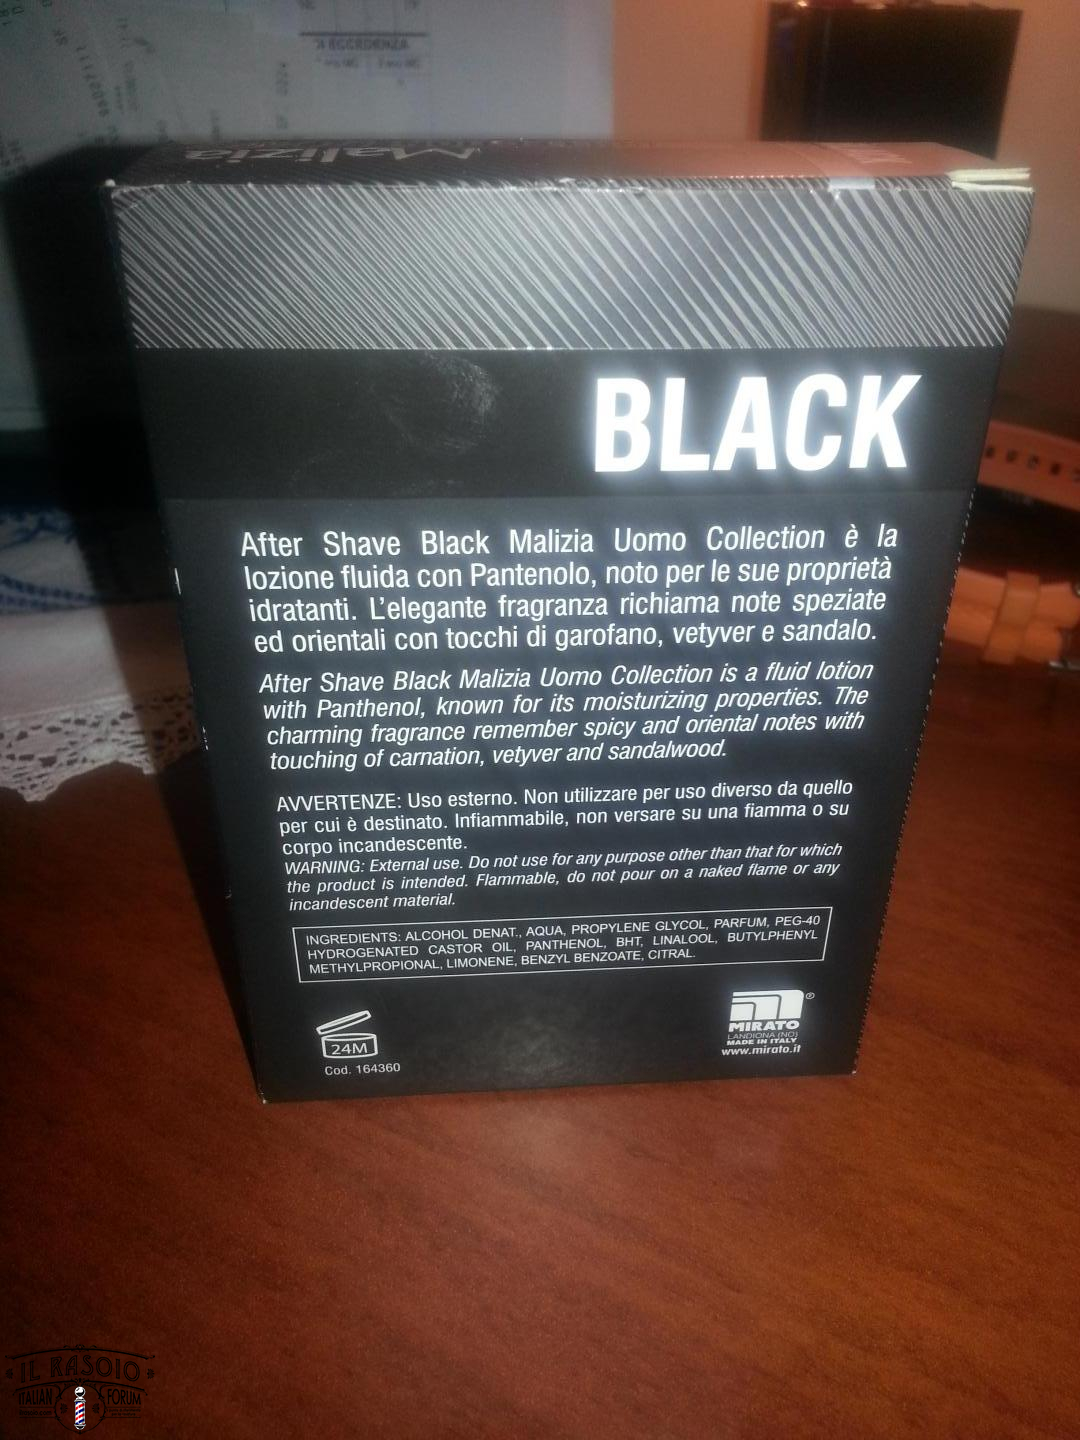 Malizia
BLACK
After Shave Black Malizia Uomo Collection è la
lozione fluida con Pantenolo, noto per le sue proprietà
idratanti. L'elegante fragranza richiama note speziate
ed orientali con tocchi di garofano, vetyver e sandalo.
After Shave Black Malizia Uomo Collection is a fluid lotion
with Panthenol, known for its moisturizing properties. The
charming fragrance remember spicy and oriental notes with
touching of carnation, vetyver and sandalwood.
AVVERTENZE: Uso esterno. Non utilizzare per uso diverso da quello
per cui è destinato. Infiammabile, non versare su una fiamma o su
corpo incandescente.
WARNING: External use. Do not use for any purpose other than that for which
the product is intended. Flammable, do not pour on a naked flame or any
incandescent material.
INGREDIENTS: ALCOHOL DENAT., AQUA, PROPYLENE GLYCOL, PARFUM, PEG-40
HYDROGENATED CASTOR OIL, PANTHENOL, BHT, LINALOOL, BUTYLPHENYL
METHYLPROPIONAL, LIMONENE, BENZYL BENZOATE, CITRAL.
24M
Cod. 164360
MIRATO®
LANDIONA (NO)
MADE IN ITALY
www.mirato.it
IL RASOIO
ITALIAN FORUM